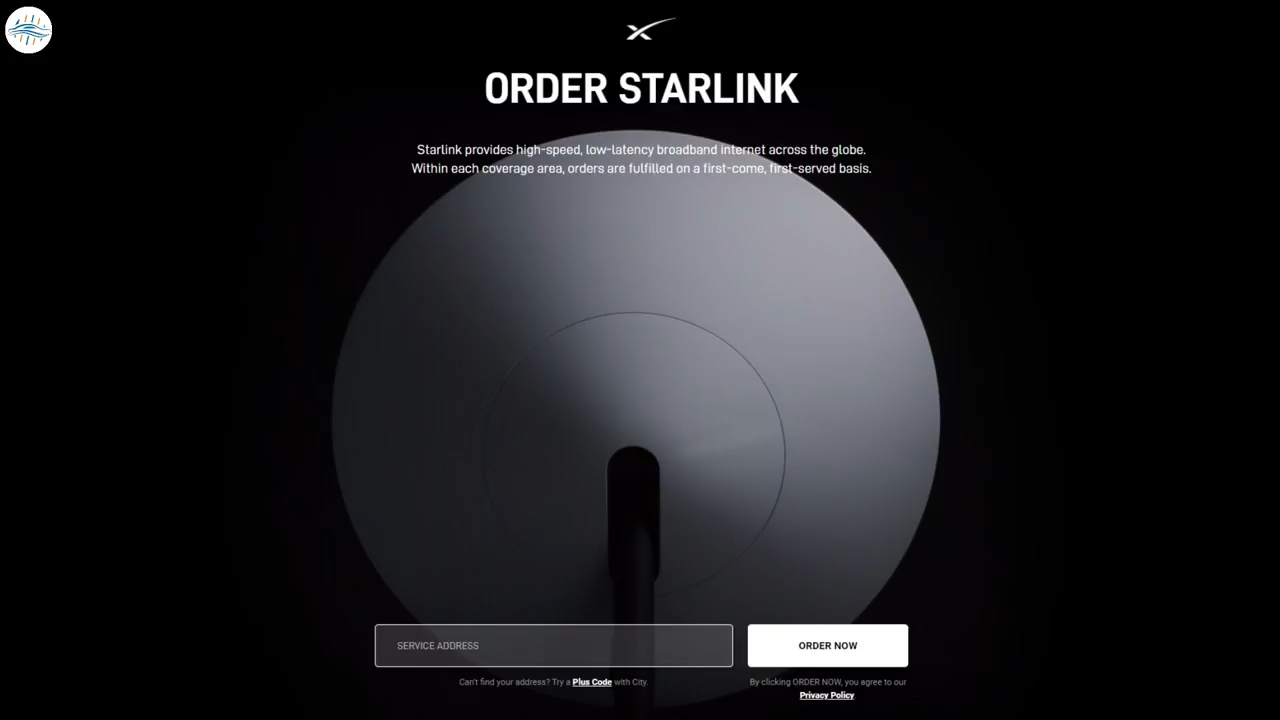 ORDER STARLINK
Starlink provides high-speed, low-latency broadband internet across the globe.
Within each coverage area, orders are fulfilled on a first-come, first-served basis.
SERVICE ADDRESS
ORDER NOW
Can't find your address? Try a Plus Code with City.
By clicking ORDER NOW, you agree to our
Privacy Policy